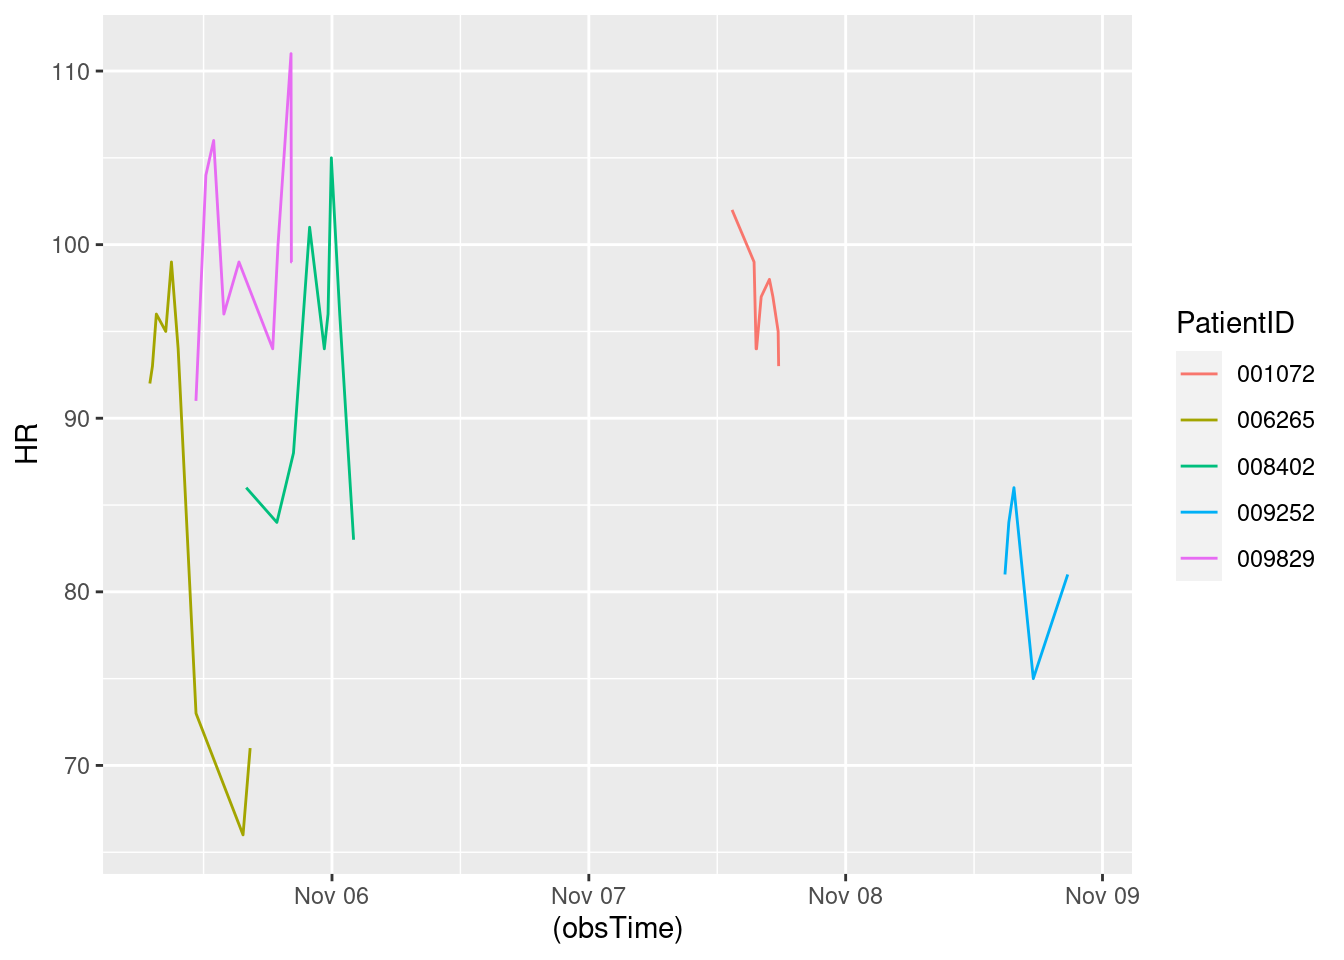 110
100
90
80
70
HR
Nov 06
Nov 07
Nov 08
Nov 09
(obsTime)
PatientID
001072
006265
008402
009252
009829